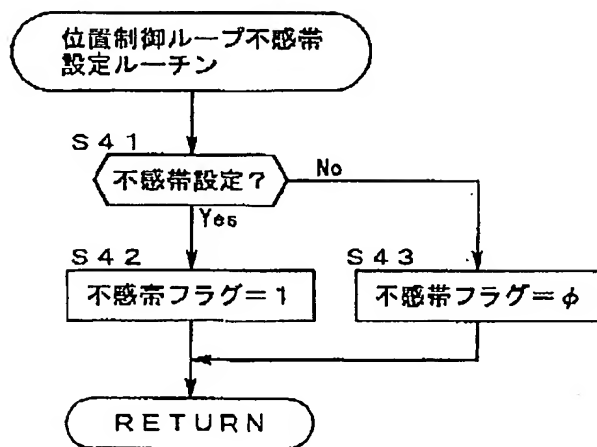 位置制御ループ不感帯
設定ルーチン
S41
不感帯設定?
No
Yes
S42
不感帯フラグ=1
S43
不感帯フラグ=φ
RETURN